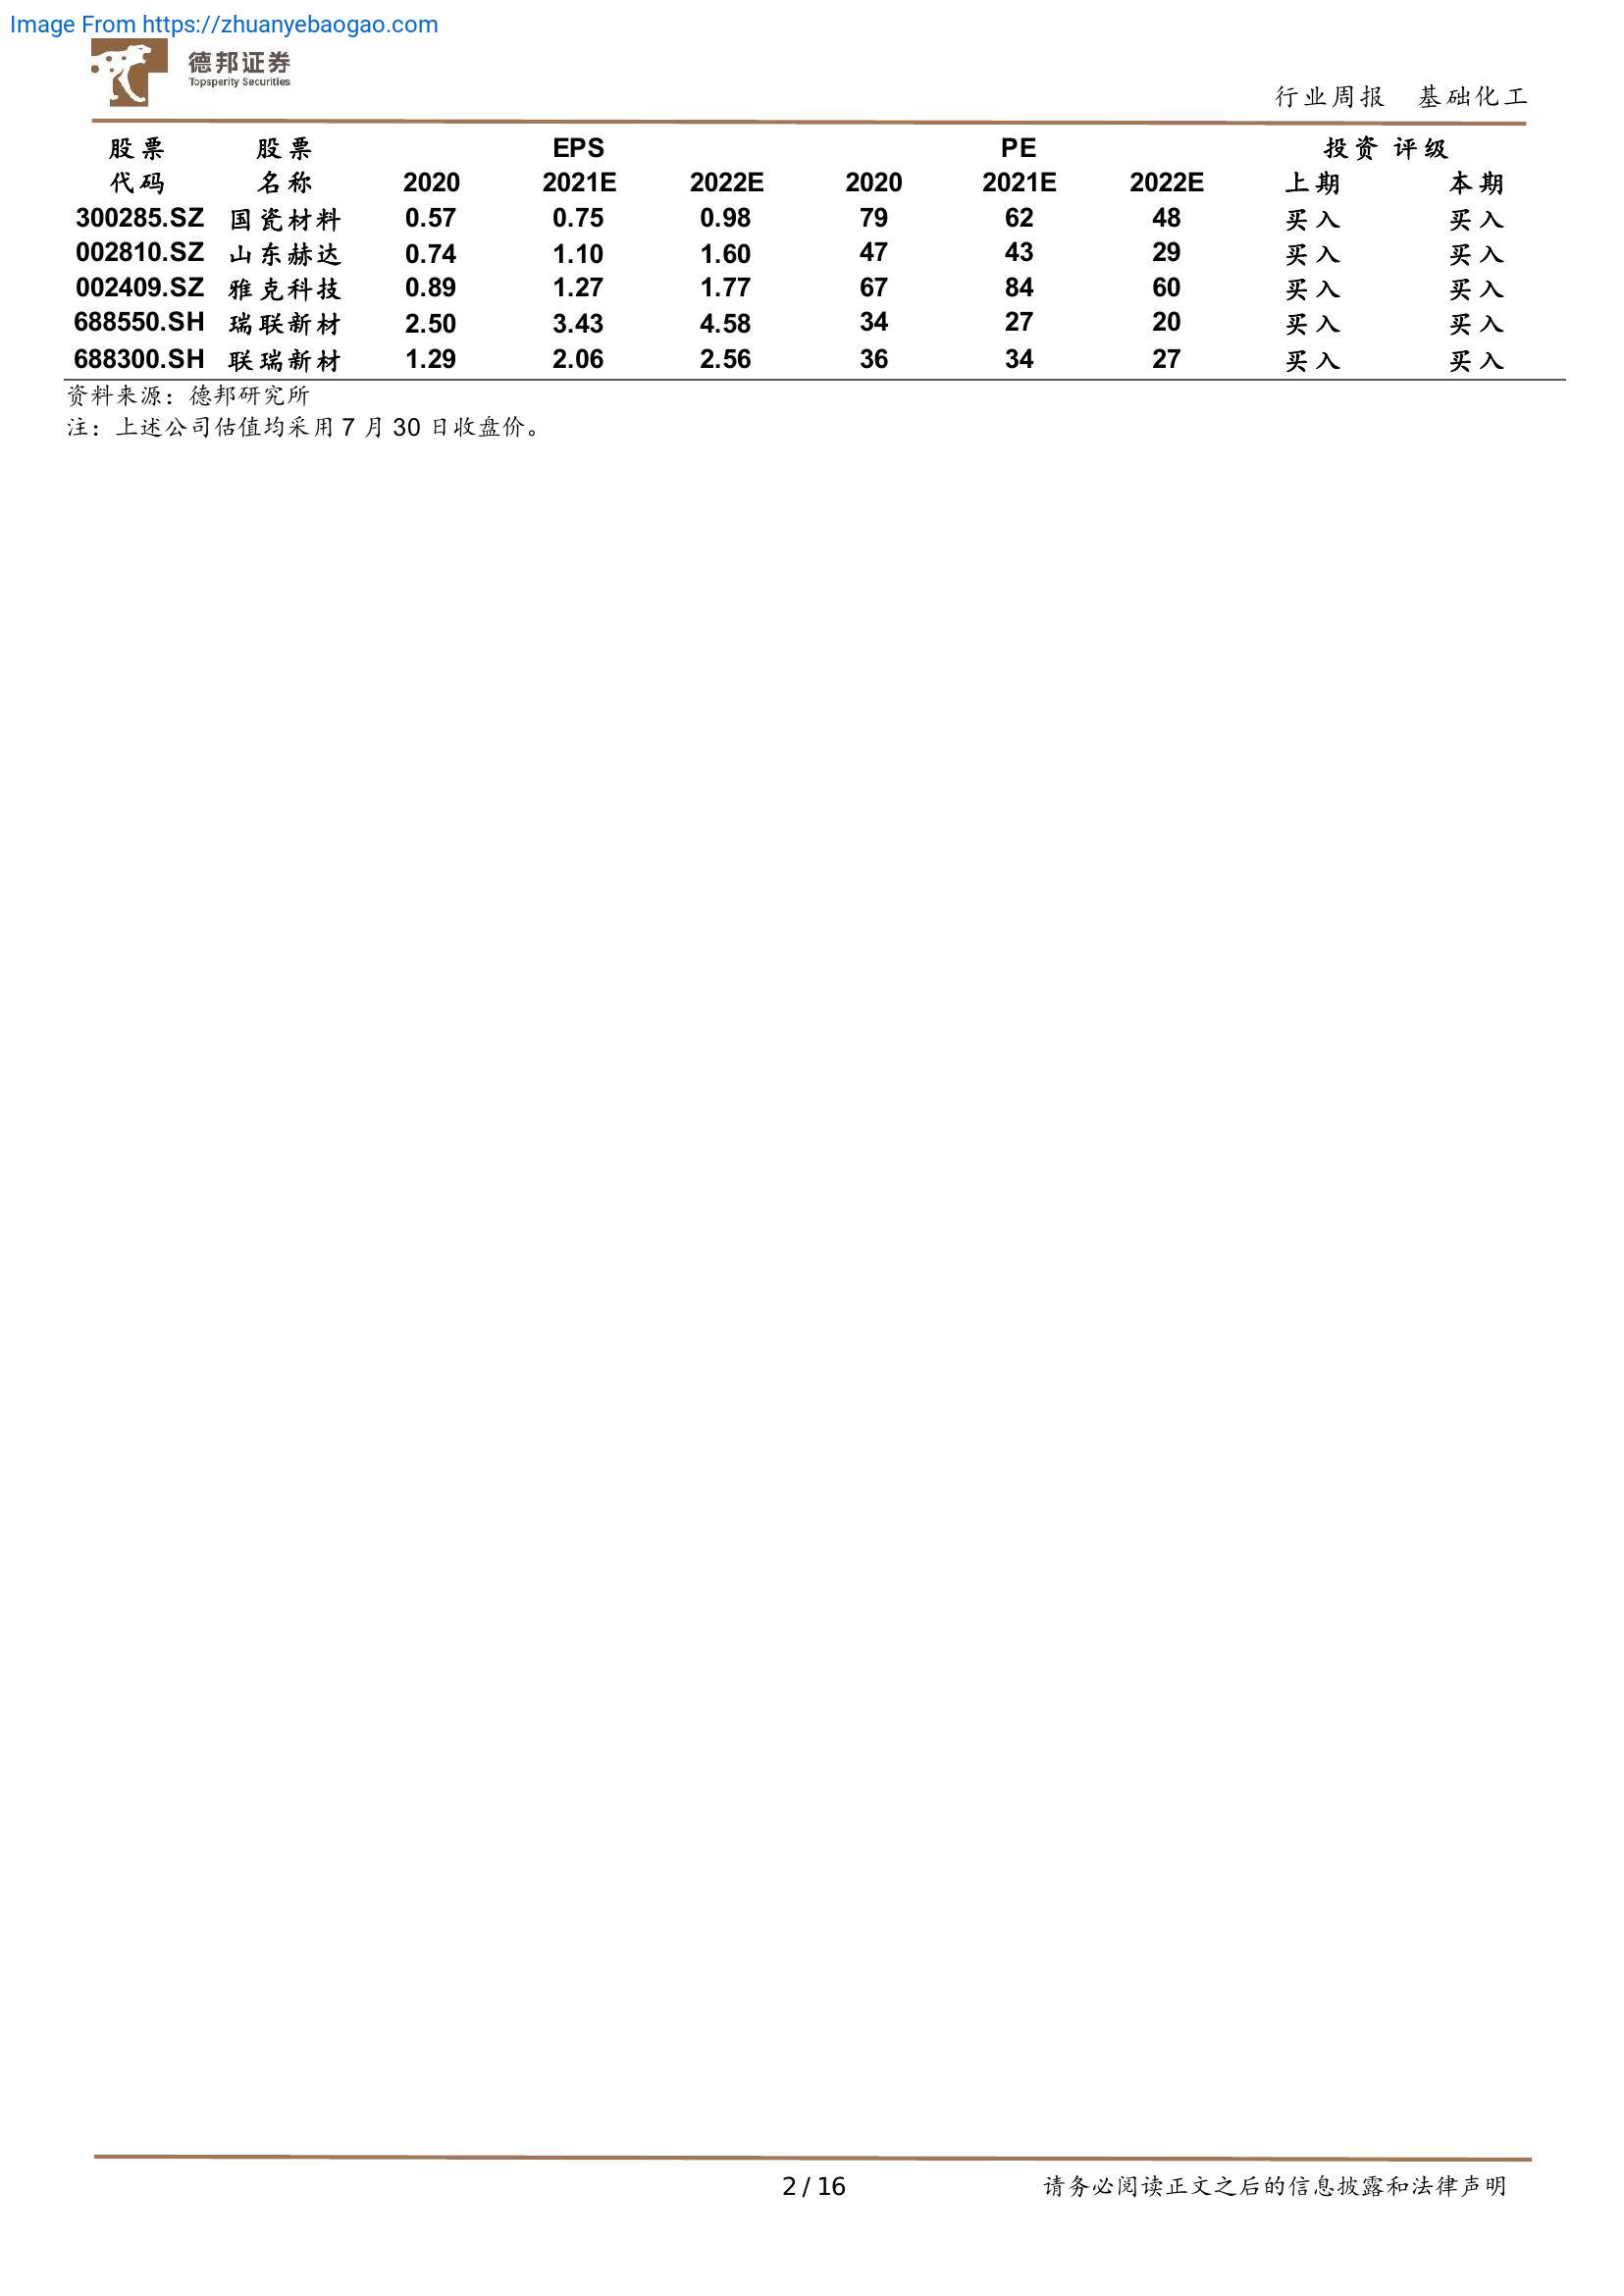 Image From https://zhuanyebaogao.com
德邦证券
Topsperity Securities
行业周报 基础化工
股票 股票 EPS PE 投资评级
代码 名称 2020 2021E 2022E 2020 2021E 2022E 上期 本期
300285.SZ 国瓷材料 0.57 0.75 0.98 79 62 48 买入 买入
002810.SZ 山东赫达 0.74 1.10 1.60 47 43 29 买入 买入
002409.SZ 雅克科技 0.89 1.27 1.77 67 84 60 买入 买入
688550.SH 瑞联新材 2.50 3.43 4.58 34 27 20 买入 买入
688300.SH 联瑞新材 1.29 2.06 2.56 36 34 27 买入 买入
资料来源：德邦研究所
注：上述公司估值均采用 7 月 30 日收盘价。
2 / 16 请务必阅读正文之后的信息披露和法律声明